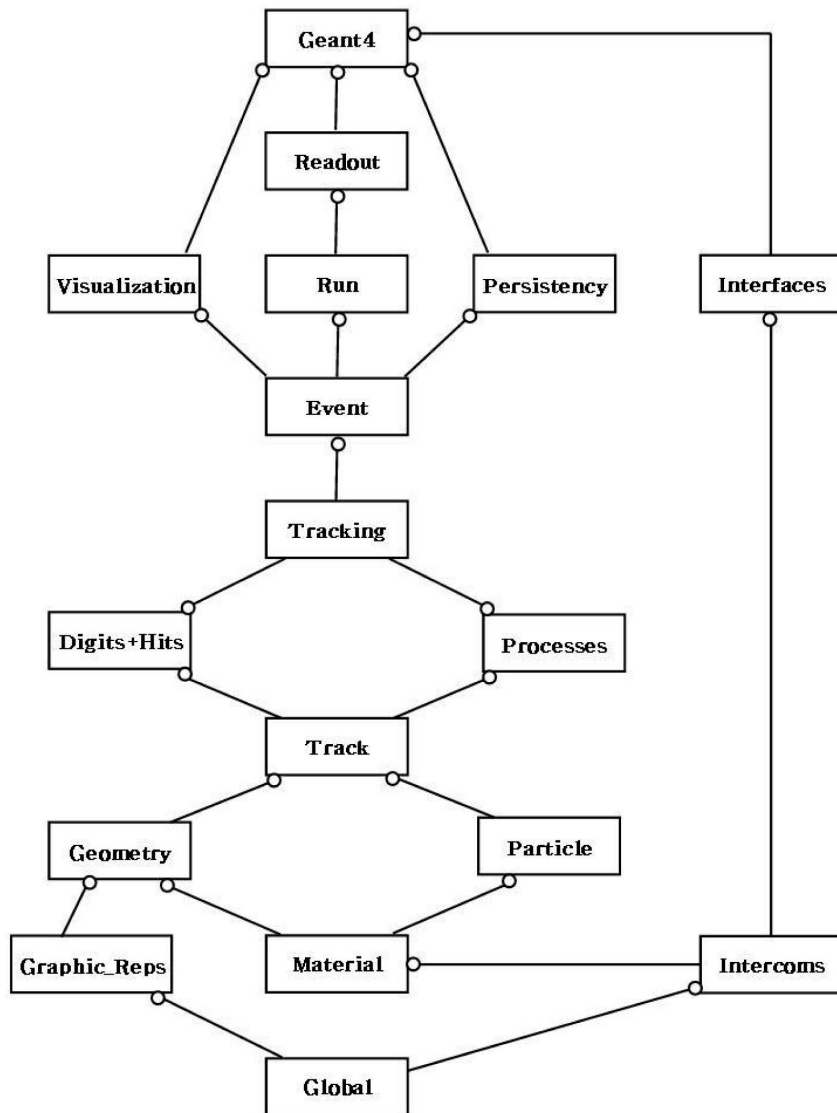 Geant4
Readout
Visualization
Run
Persistency
Interfaces
Event
Tracking
Digits+Hits
Processes
Track
Geometry
Particle
Graphic_Reps
Material
Intercoms
Global